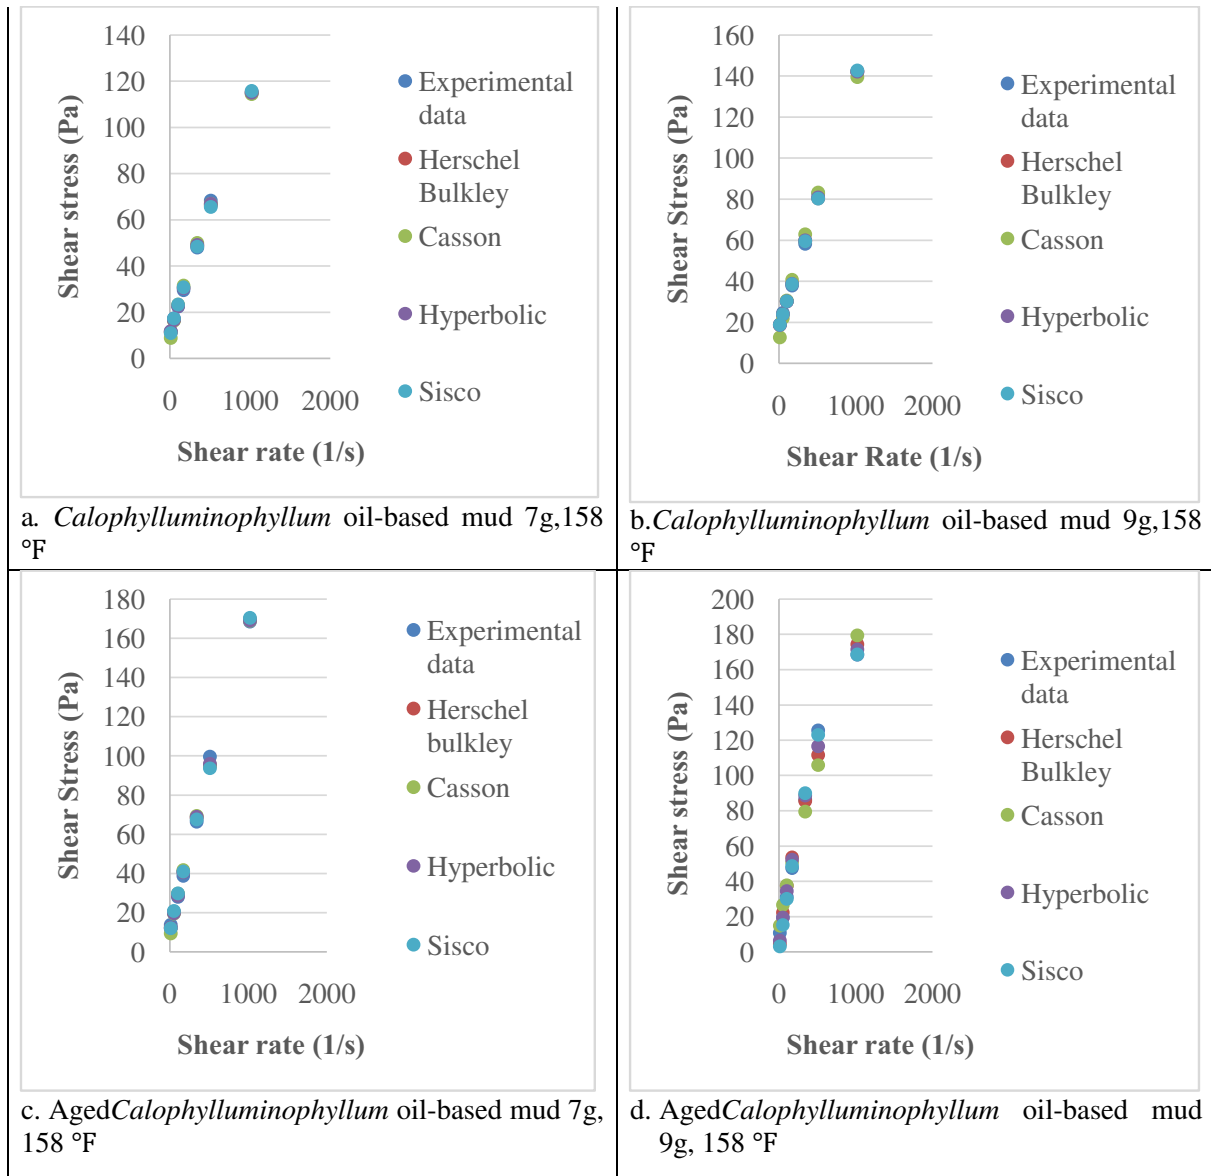 140
120
100
80
60
40
20
0
0 1000 2000
Shear stress (Pa)
Shear rate (1/s)
Experimental
data
Herschel
Bulkley
Casson
Hyperbolic
Sisco
a. Calophylluminophyllum oil-based mud 7g,158
°F
160
140
120
100
80
60
40
20
0
0 1000 2000
Shear Stress (Pa)
Shear Rate (1/s)
Experimental
data
Herschel
Bulkley
Casson
Hyperbolic
Sisco
b.Calophylluminophyllum oil-based mud 9g,158
°F
180
160
140
120
100
80
60
40
20
0
0 1000 2000
Shear Stress (Pa)
Shear rate (1/s)
Experimental
data
Herschel
bulkley
Casson
Hyperbolic
Sisco
c. AgedCalophylluminophyllum oil-based mud 7g,
158 °F
200
180
160
140
120
100
80
60
40
20
0
0 1000 2000
Shear stress (Pa)
Shear rate (1/s)
Experimental
data
Herschel
Bulkley
Casson
Hyperbolic
Sisco
d. AgedCalophylluminophyllum oil-based mud
9g, 158 °F